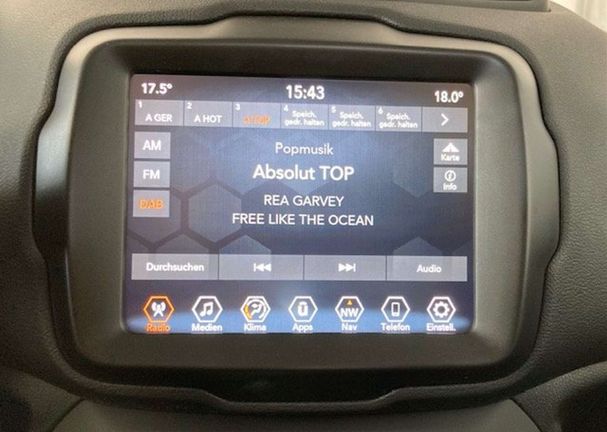 17.5° 15:43 18.0°
1 A GER 2 A HOT 3 A TOP 4 Speich. gedr. halten 5 Speich. gedr. halten 6 Speich. gedr. halten
AM
FM
DAB
Popmusik
Absolut TOP
REA GARVEY
FREE LIKE THE OCEAN
Karte
Info
Durchsuchen Audio
NW
Radio Medien Klima Apps Nav Telefon Einstell.